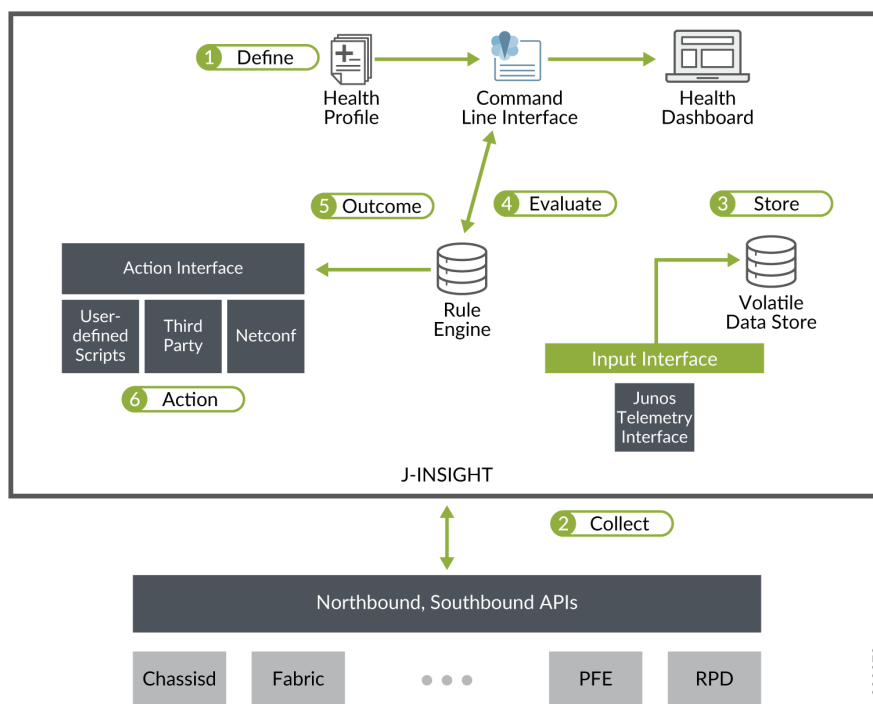 1 Define
Health
Profile
Command
Line Interface
Health
Dashboard
5 Outcome
4 Evaluate
3 Store
Action Interface
User-
defined
Scripts
Third
Party
Netconf
Rule
Engine
Volatile
Data Store
Input Interface
6 Action
Junos
Telemetry
Interface
J-INSIGHT
2 Collect
Northbound, Southbound APIs
Chassisd
Fabric
PFE
RPD